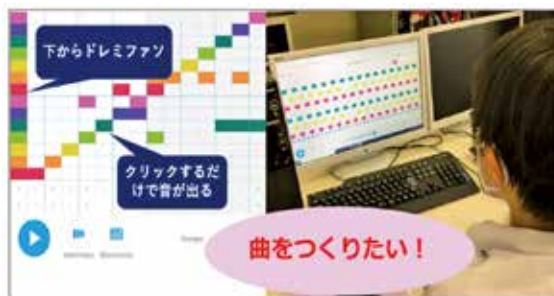 下からドレミファソ
クリックするだ
けで音が出る
曲をつくりたい！